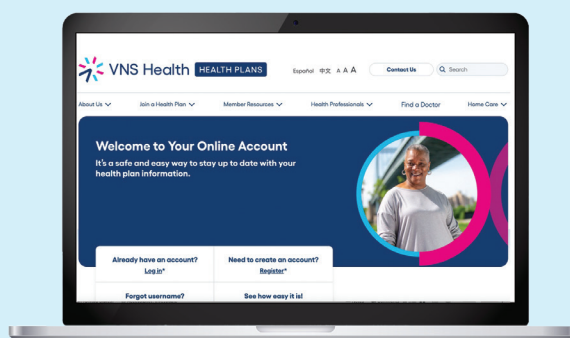 VNS Health HEALTH PLANS
Español 中文 A A A Contact Us Search
About Us Join a Health Plan Member Resources Health Professionals Find a Doctor Home Care
Welcome to Your Online Account
It's a safe and easy way to stay up to date with your
health plan information.
Already have an account? Need to create an account?
Log in* Register*
Forgot username? See how easy it is!